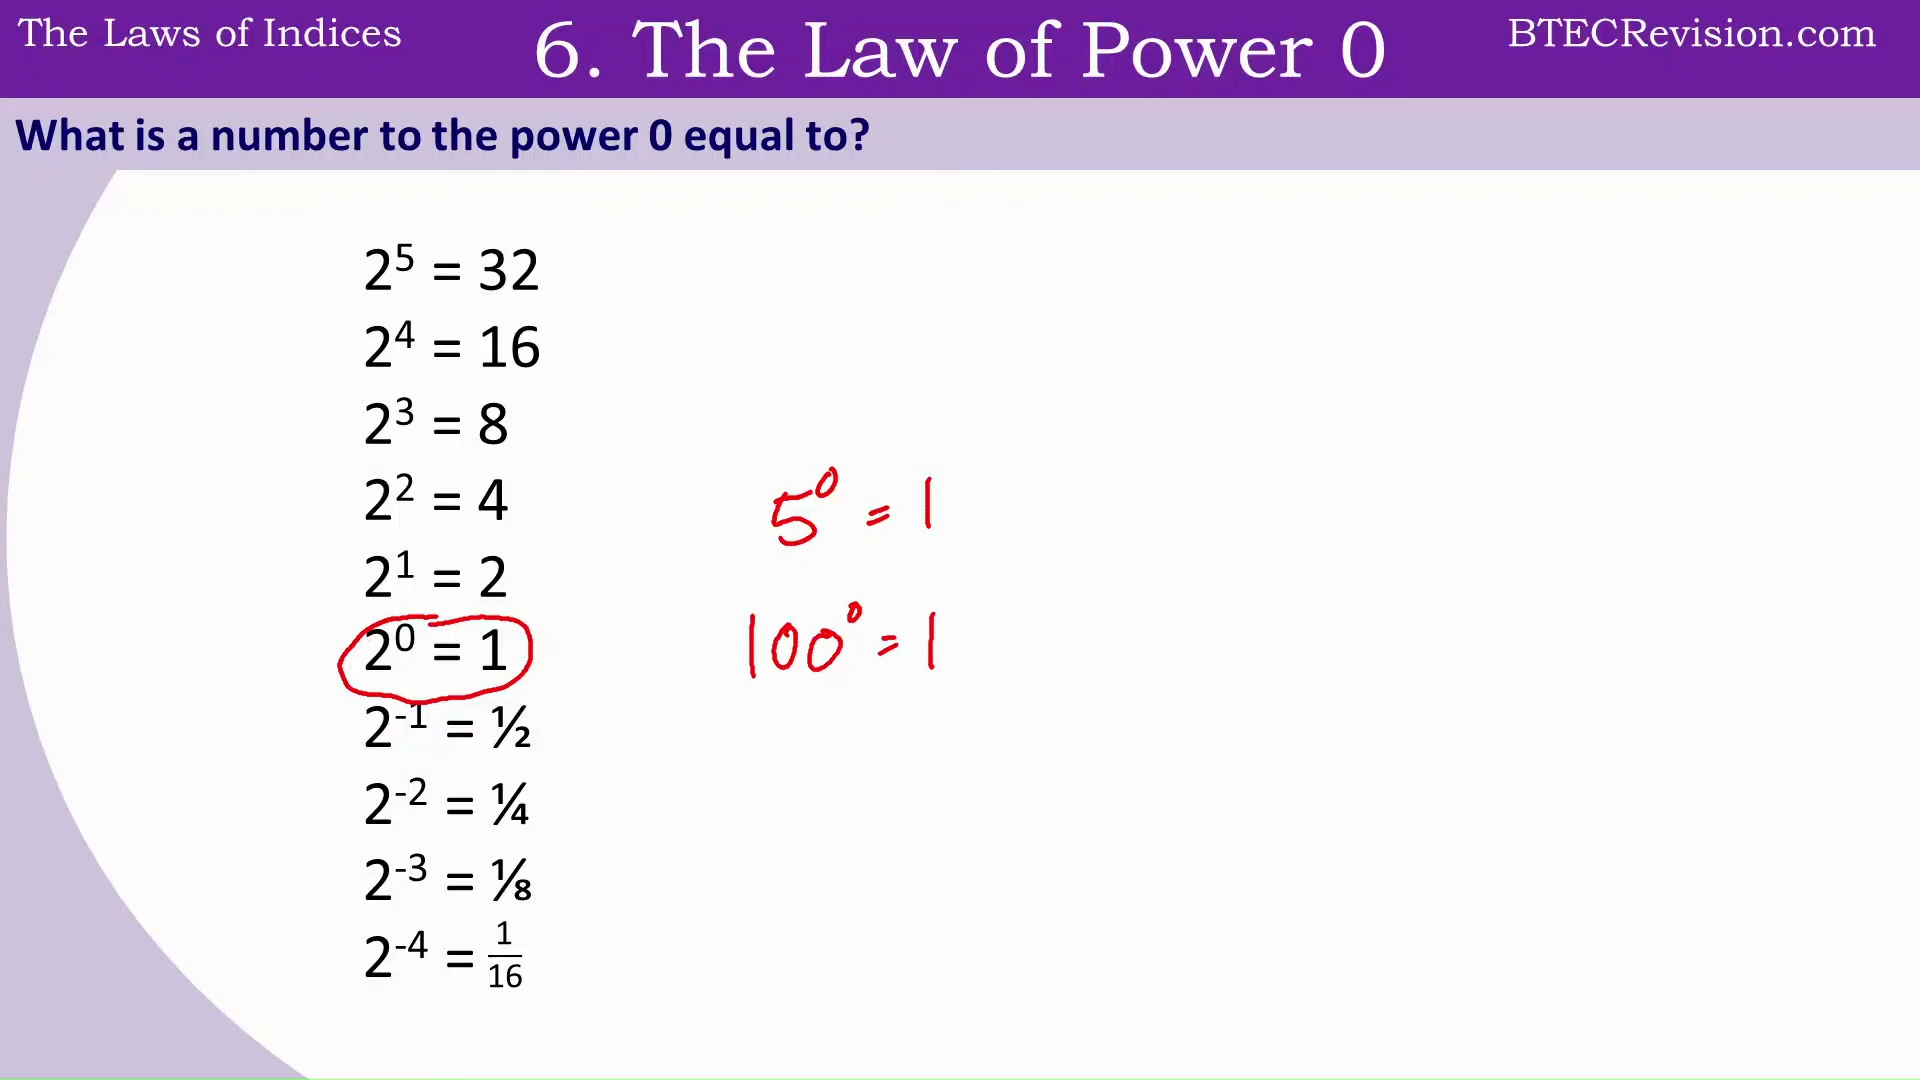 The Laws of Indices
6. The Law of Power 0
BTECRevision.com
What is a number to the power 0 equal to?
2⁵ = 32
2⁴ = 16
2³ = 8
2² = 4
2¹ = 2
2⁰ = 1
2⁻¹ = ½
2⁻² = ¼
2⁻³ = ⅛
2⁻⁴ = 1/16
5⁰ = 1
100⁰ = 1